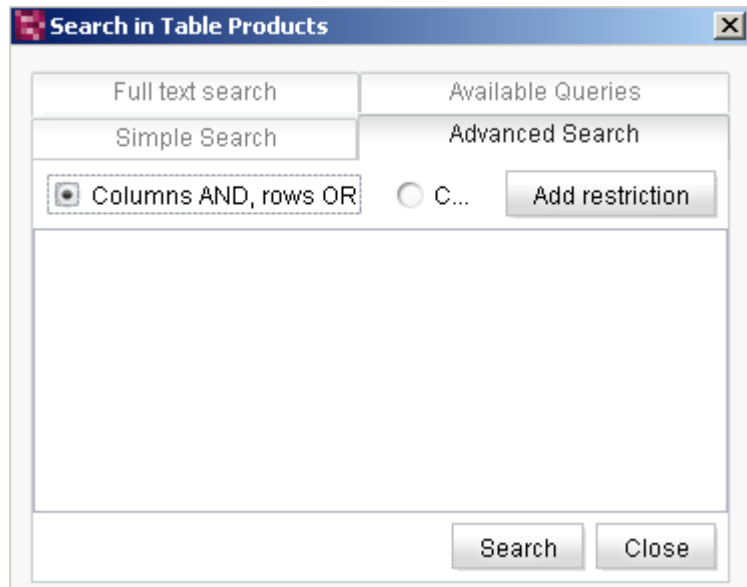 Search in Table Products
Full text search Available Queries
Simple Search Advanced Search
Columns AND, rows OR C... Add restriction
Search Close